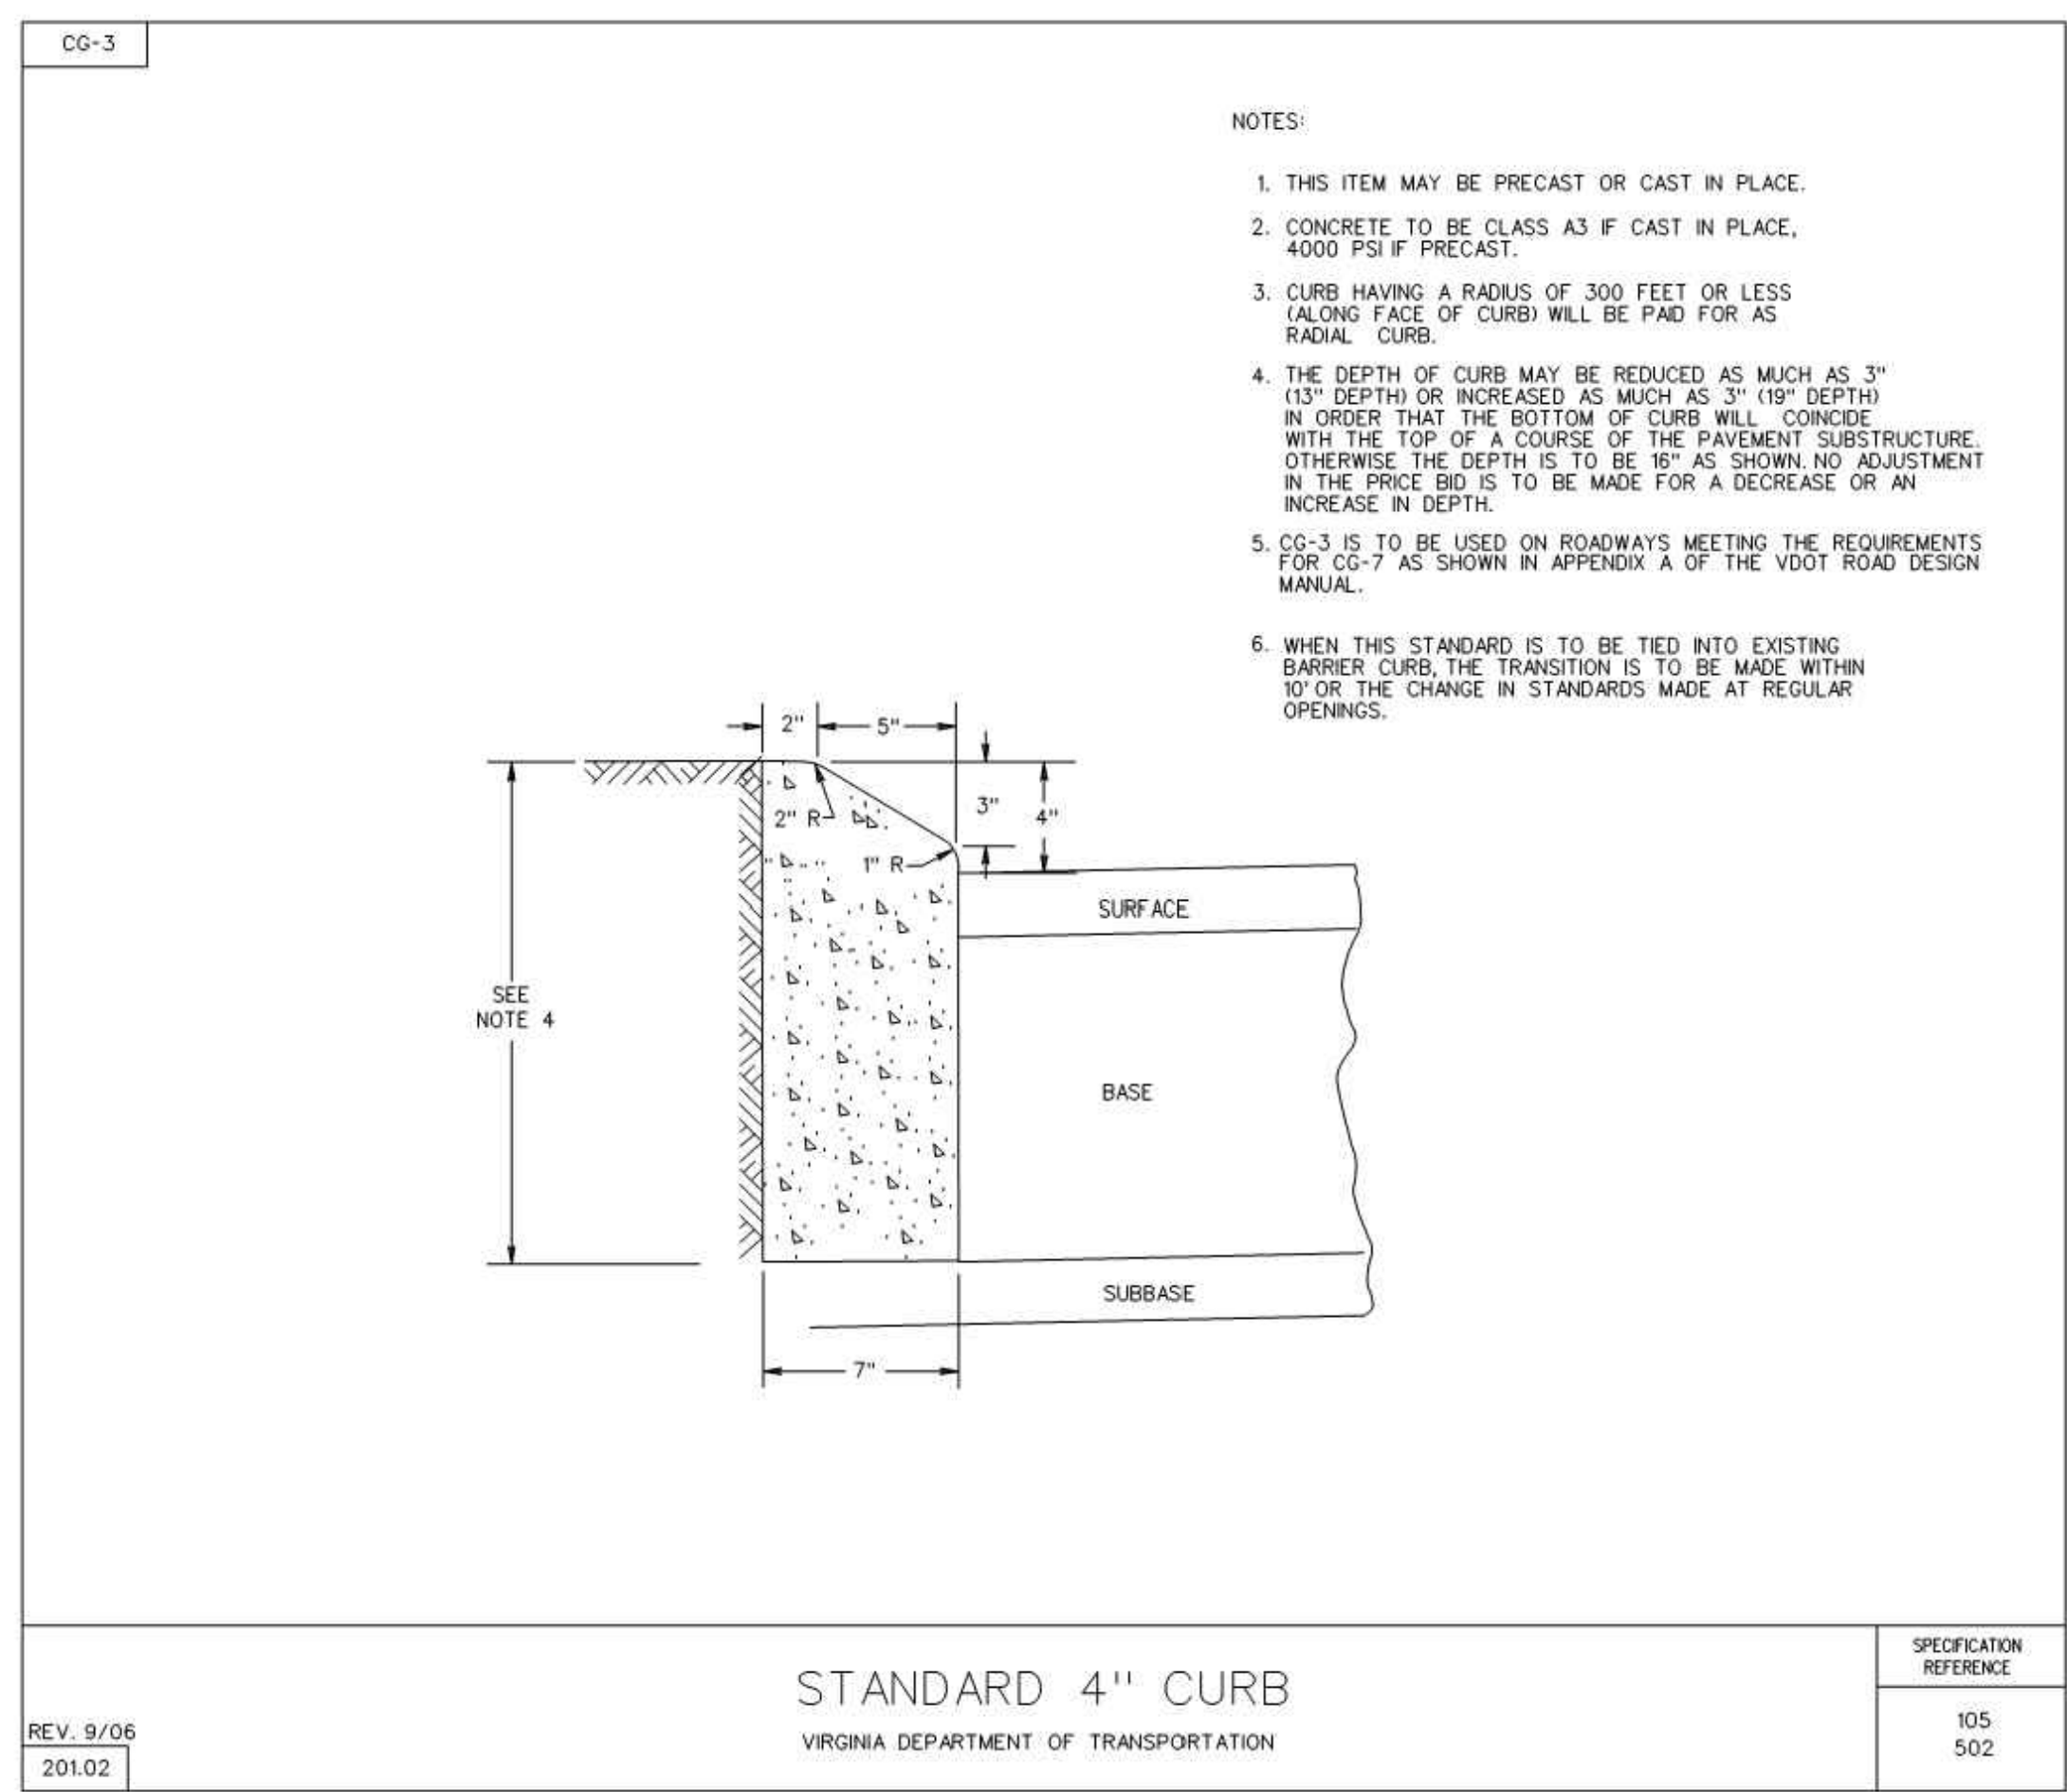 CG-3
NOTES:
1. THIS ITEM MAY BE PRECAST OR CAST IN PLACE.
2. CONCRETE TO BE CLASS A3 IF CAST IN PLACE,
4000 PSI IF PRECAST.
3. CURB HAVING A RADIUS OF 300 FEET OR LESS
(ALONG FACE OF CURB) WILL BE PAID FOR AS
RADIAL CURB.
4. THE DEPTH OF CURB MAY BE REDUCED AS MUCH AS 3"
(13" DEPTH) OR INCREASED AS MUCH AS 3" (19" DEPTH)
IN ORDER THAT THE BOTTOM OF CURB WILL COINCIDE
WITH THE TOP OF A COURSE OF THE PAVEMENT SUBSTRUCTURE.
OTHERWISE THE DEPTH IS TO BE 16" AS SHOWN. NO ADJUSTMENT
IN THE PRICE BID IS TO BE MADE FOR A DECREASE OR AN
INCREASE IN DEPTH.
5. CG-3 IS TO BE USED ON ROADWAYS MEETING THE REQUIREMENTS
FOR CG-7 AS SHOWN IN APPENDIX A OF THE VDOT ROAD DESIGN
MANUAL.
6. WHEN THIS STANDARD IS TO BE TIED INTO EXISTING
BARRIER CURB, THE TRANSITION IS TO BE MADE WITHIN
10' OR THE CHANGE IN STANDARDS MADE AT REGULAR
OPENINGS.
2" 5"
3"
4"
2" R
1" R
SURFACE
SEE
NOTE 4
BASE
SUBBASE
7"
STANDARD 4" CURB
VIRGINIA DEPARTMENT OF TRANSPORTATION
REV. 9/06
201.02
SPECIFICATION
REFERENCE
105
502